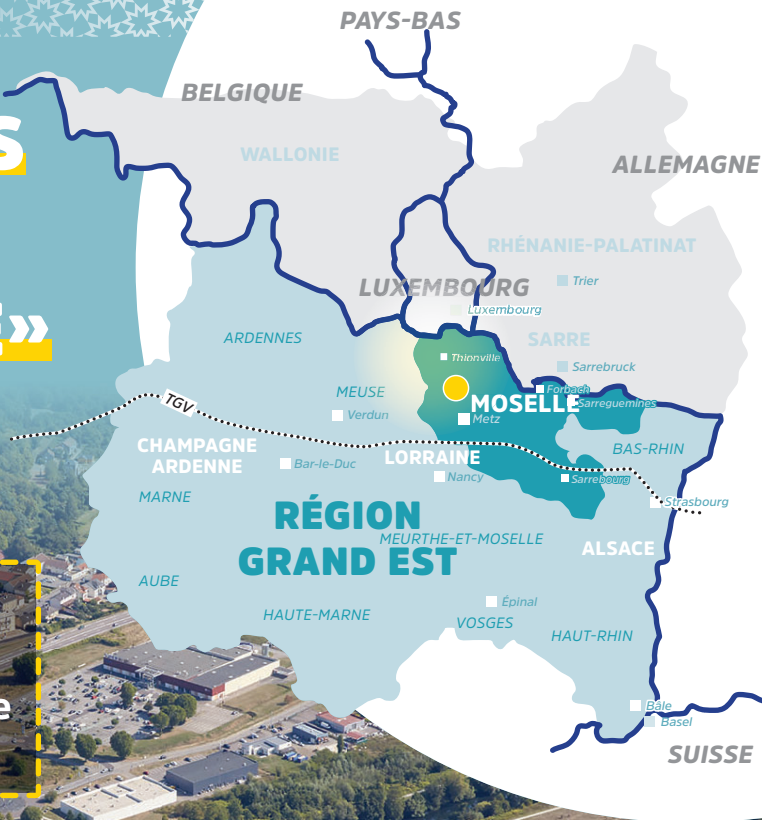 PAYS-BAS
BELGIQUE
S
WALLONIE
ALLEMAGNE
RHÉNANIE-PALATINAT
Trier
LUXEMBOURG
Luxembourg
»
ARDENNES
SARRE
Thionville
Sarrebruck
MEUSE
Forbach
TGV
MOSELLE
Sarreguemines
Verdun
Metz
CHAMPAGNE
ARDENNE
LORRAINE
BAS-RHIN
Bar-le-Duc
Nancy
Sarrebourg
MARNE
Strasbourg
RÉGION
GRAND EST
MEURTHE-ET-MOSELLE
ALSACE
AUBE
Épinal
HAUTE-MARNE
VOSGES
HAUT-RHIN
e
Bâle
Basel
SUISSE